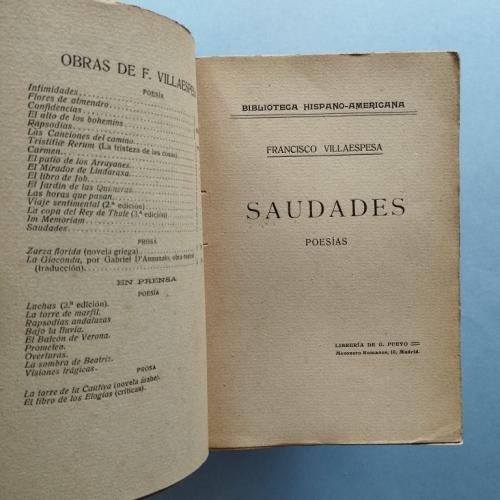 OBRAS DE F. VILLAESPE
POESÍA
Intimidades
Flores de almendro
Confidencias
El alto de los bohemios
Rapsodias
Las Canciones del camino
Tristitiæ Rerum (La tristeza de las cosas)
Carmen
El patio de los Arrayanes
El Mirador de Lindaraxa
El libro de Job
El Jardín de las Quimeras
Las horas que pasan
Viaje sentimental (2.ª edición)
La copa del Rey de Thule (3.ª edición)
In Memoriam
Saudades
PROSA
Zarza florida (novela griega)
La Gioconda, por Gabriel D'Annunzio, obra
(traducción)
EN PRENSA
POESÍA
Luchas (2.ª edición).
La torre de marfil.
Rapsodias andaluzas
Bajo la lluvia.
El Balcón de Verona.
Overturas.
La sombra de Beatriz.
Visiones trágicas.
PROSA
La torre de la Cautiva (novela árabe).
El libro de los Elogios (críticas).
BIBLIOTECA HISPANO-AMERICANA
FRANCISCO VILLAESPESA
SAUDADES
POESÍAS
LIBRERÍA DE G. PUEYO
Mesonero Romanos, 10, Madrid.